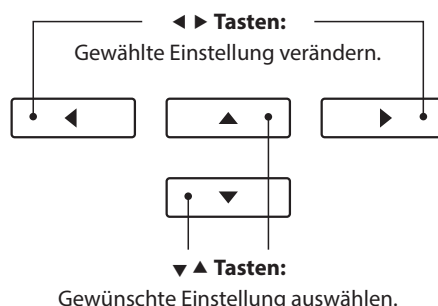 ◀ ▶ Tasten:
Gewählte Einstellung verändern.
▼ ▲ Tasten:
Gewünschte Einstellung auswählen.